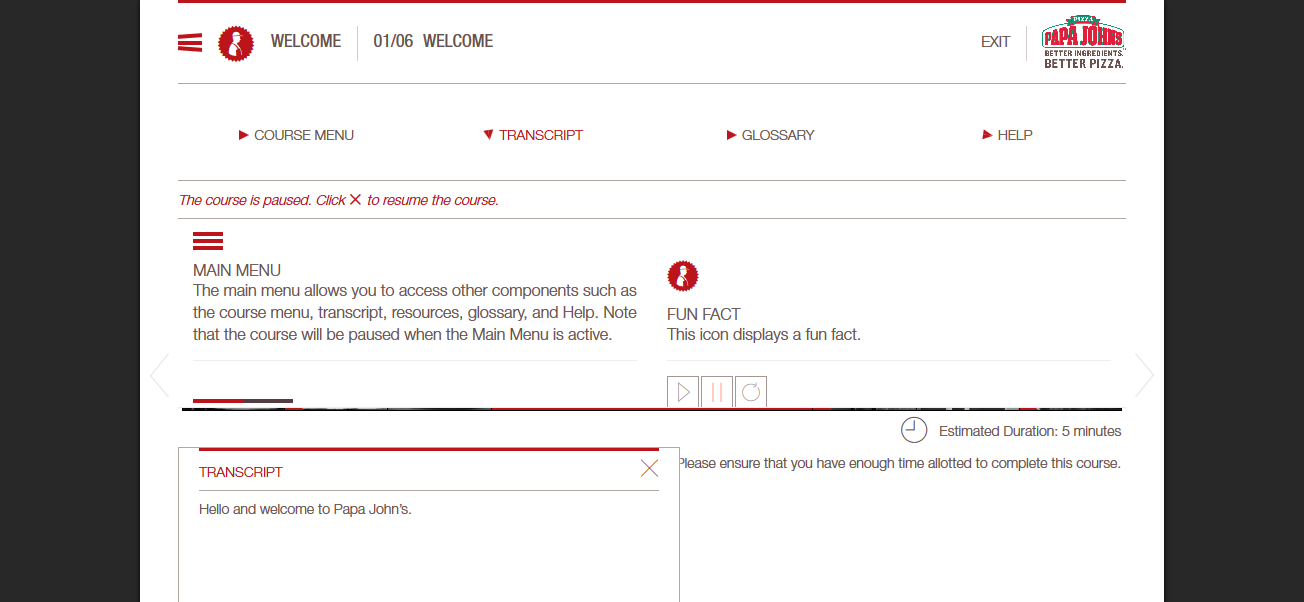 WELCOME
01/06 WELCOME
EXIT
PIZZA
PAPA JOHNS
BETTER INGREDIENTS.
BETTER PIZZA.
COURSE MENU
TRANSCRIPT
GLOSSARY
HELP
The course is paused. Click X to resume the course.
MAIN MENU
The main menu allows you to access other components such as
the course menu, transcript, resources, glossary, and Help. Note
that the course will be paused when the Main Menu is active.
FUN FACT
This icon displays a fun fact.
Estimated Duration: 5 minutes
Please ensure that you have enough time allotted to complete this course.
TRANSCRIPT
Hello and welcome to Papa John's.